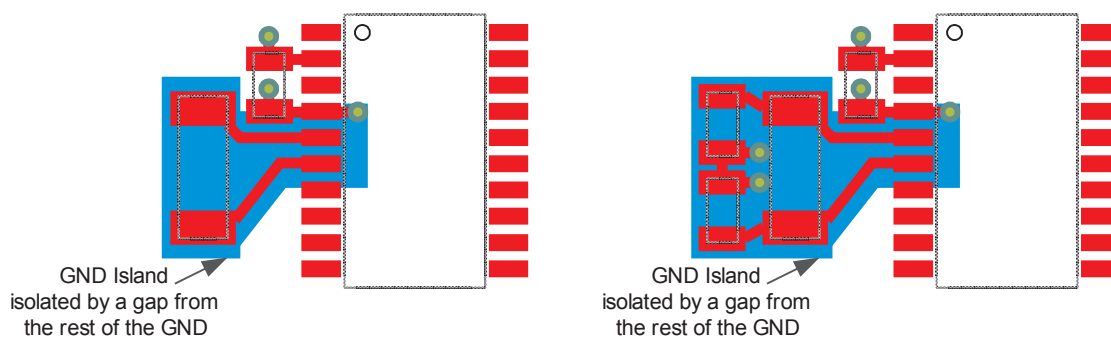 GND Island
isolated by a gap from
the rest of the GND
GND Island
isolated by a gap from
the rest of the GND